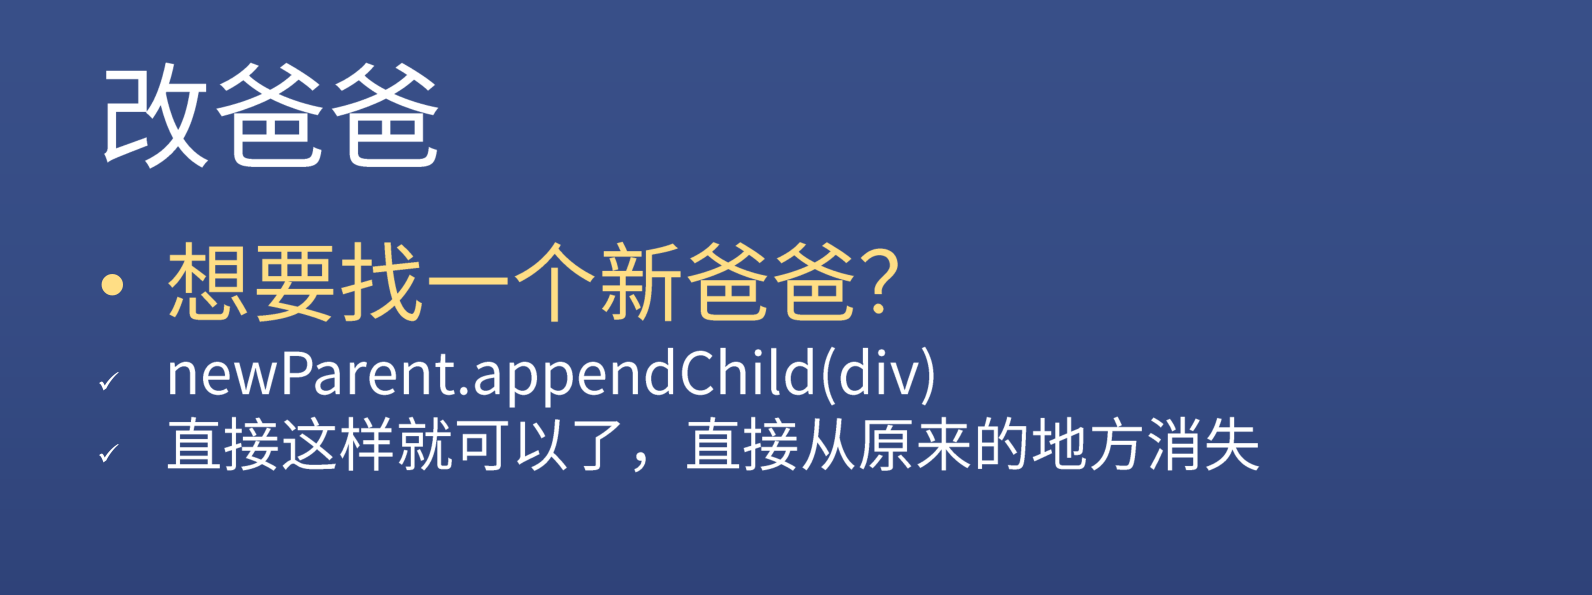 改爸爸
• 想要找一个新爸爸？
✓ newParent.appendChild(div)
✓ 直接这样就可以了，直接从原来的地方消失